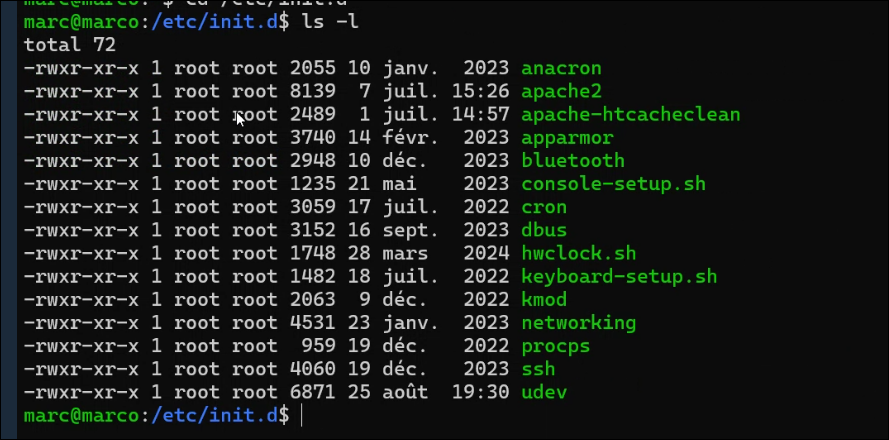 marc@marco:~$ cd /etc/init.d
marc@marco:/etc/init.d$ ls -l
total 72
-rwxr-xr-x 1 root root 2055 10 janv.  2023 anacron
-rwxr-xr-x 1 root root 8139  7 juil. 15:26 apache2
-rwxr-xr-x 1 root root 2489  1 juil. 14:57 apache-htcacheclean
-rwxr-xr-x 1 root root 3740 14 févr.  2023 apparmor
-rwxr-xr-x 1 root root 2948 10 déc.   2023 bluetooth
-rwxr-xr-x 1 root root 1235 21 mai    2023 console-setup.sh
-rwxr-xr-x 1 root root 3059 17 juil.  2022 cron
-rwxr-xr-x 1 root root 3152 16 sept.  2023 dbus
-rwxr-xr-x 1 root root 1748 28 mars   2024 hwclock.sh
-rwxr-xr-x 1 root root 1482 18 juil.  2022 keyboard-setup.sh
-rwxr-xr-x 1 root root 2063  9 déc.   2022 kmod
-rwxr-xr-x 1 root root 4531 23 janv.  2023 networking
-rwxr-xr-x 1 root root  959 19 déc.   2022 procps
-rwxr-xr-x 1 root root 4060 19 déc.   2023 ssh
-rwxr-xr-x 1 root root 6871 25 août  19:30 udev
marc@marco:/etc/init.d$